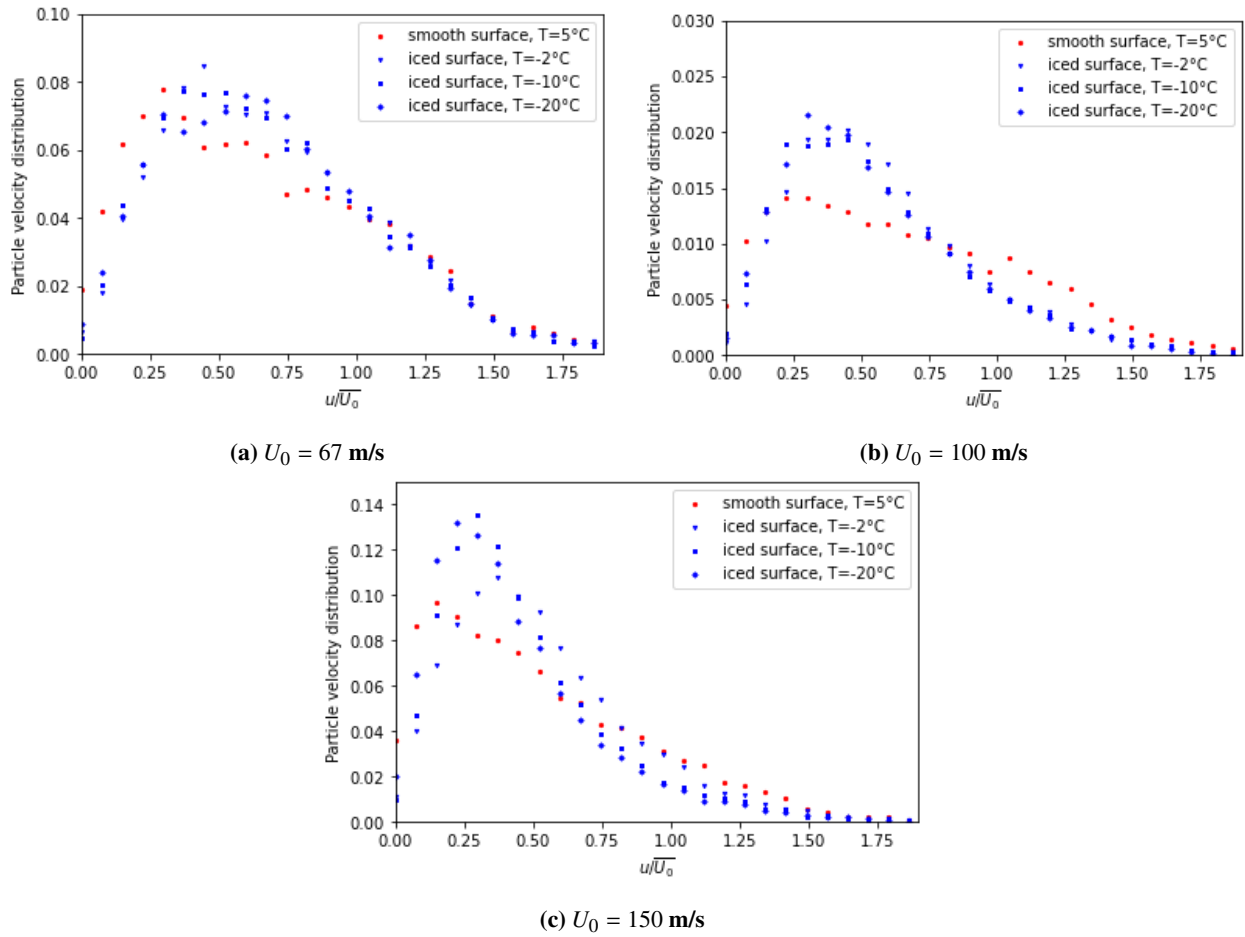 0.10
0.08
0.06
0.04
0.02
0.00
Particle velocity distribution
smooth surface, T=5°C
iced surface, T=-2°C
iced surface, T=-10°C
iced surface, T=-20°C
0.00 0.25 0.50 0.75 1.00 1.25 1.50 1.75
u/U̅₀
(a) U₀ = 67 m/s
0.030
0.025
0.020
0.015
0.010
0.005
0.000
Particle velocity distribution
smooth surface, T=5°C
iced surface, T=-2°C
iced surface, T=-10°C
iced surface, T=-20°C
0.00 0.25 0.50 0.75 1.00 1.25 1.50 1.75
u/U̅₀
(b) U₀ = 100 m/s
0.14
0.12
0.10
0.08
0.06
0.04
0.02
0.00
Particle velocity distribution
smooth surface, T=5°C
iced surface, T=-2°C
iced surface, T=-10°C
iced surface, T=-20°C
0.00 0.25 0.50 0.75 1.00 1.25 1.50 1.75
u/U̅₀
(c) U₀ = 150 m/s